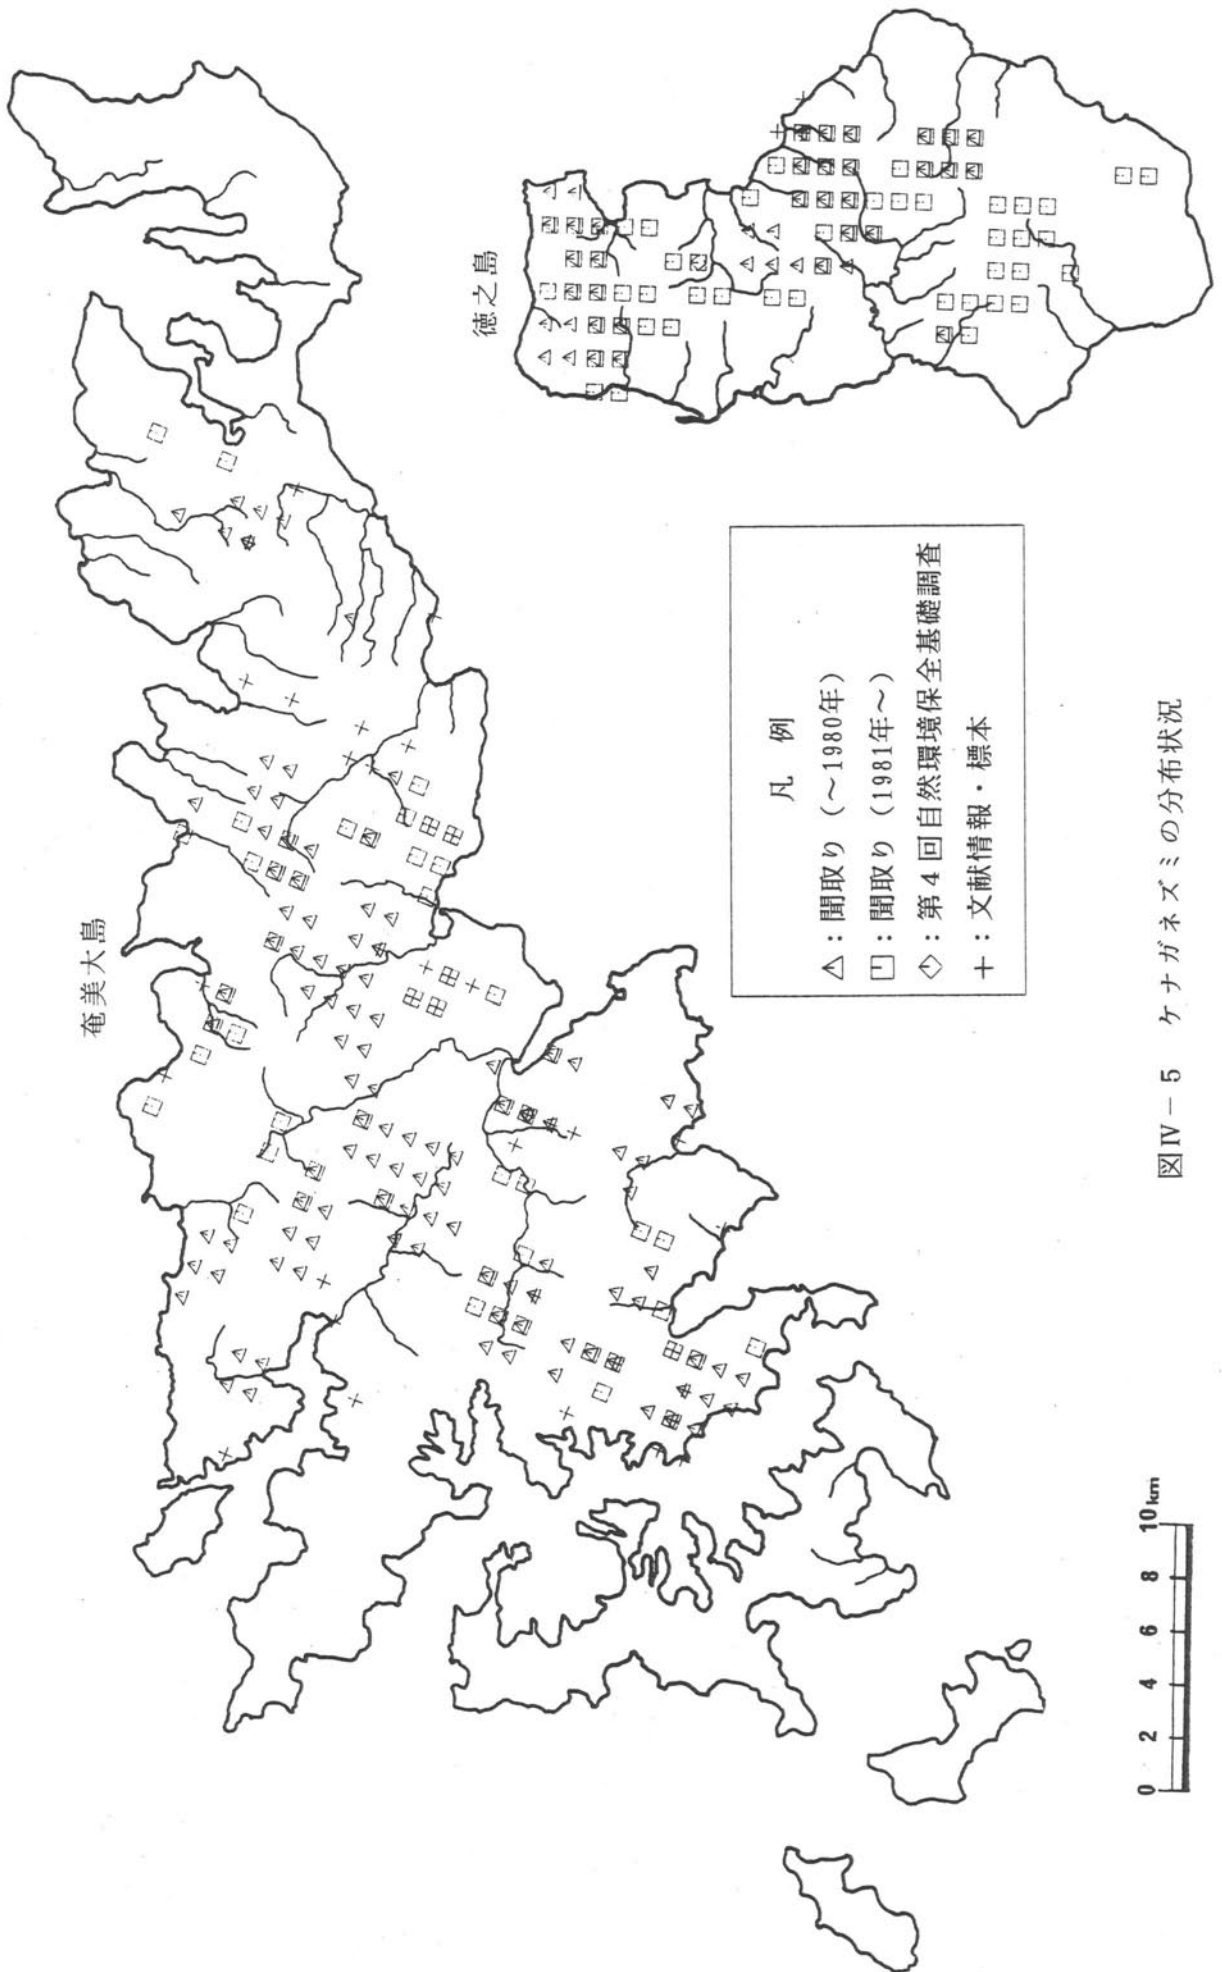 奄美大島
徳之島
凡例
△：聞取り（～1980年）
□：聞取り（1981年～）
◇：第4回自然環境保全基礎調査
＋：文献情報・標本
0 2 4 6 8 10km
図Ⅳ－5 ケナガネズミの分布状況